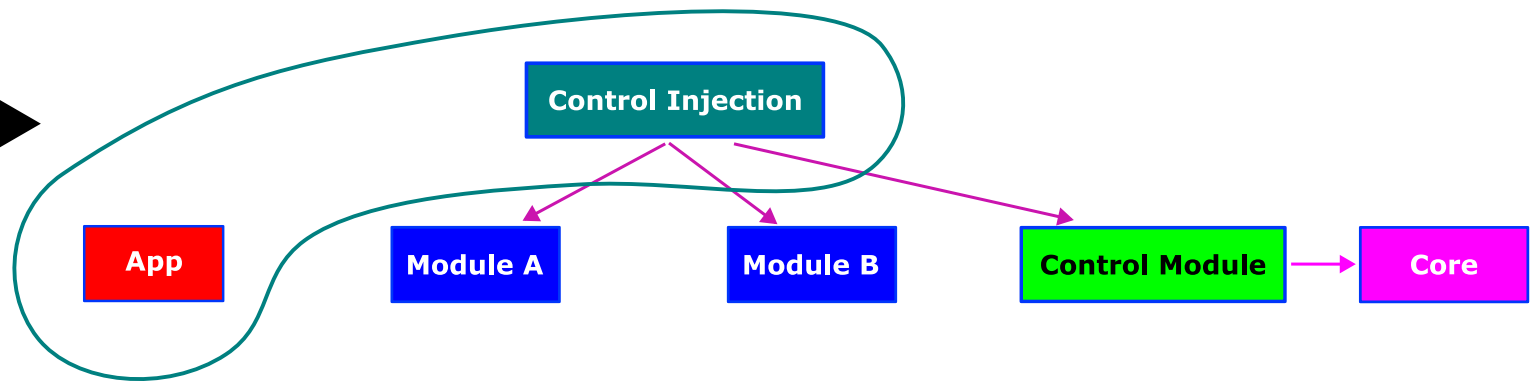 Control Injection
App
Module A
Module B
Control Module
Core